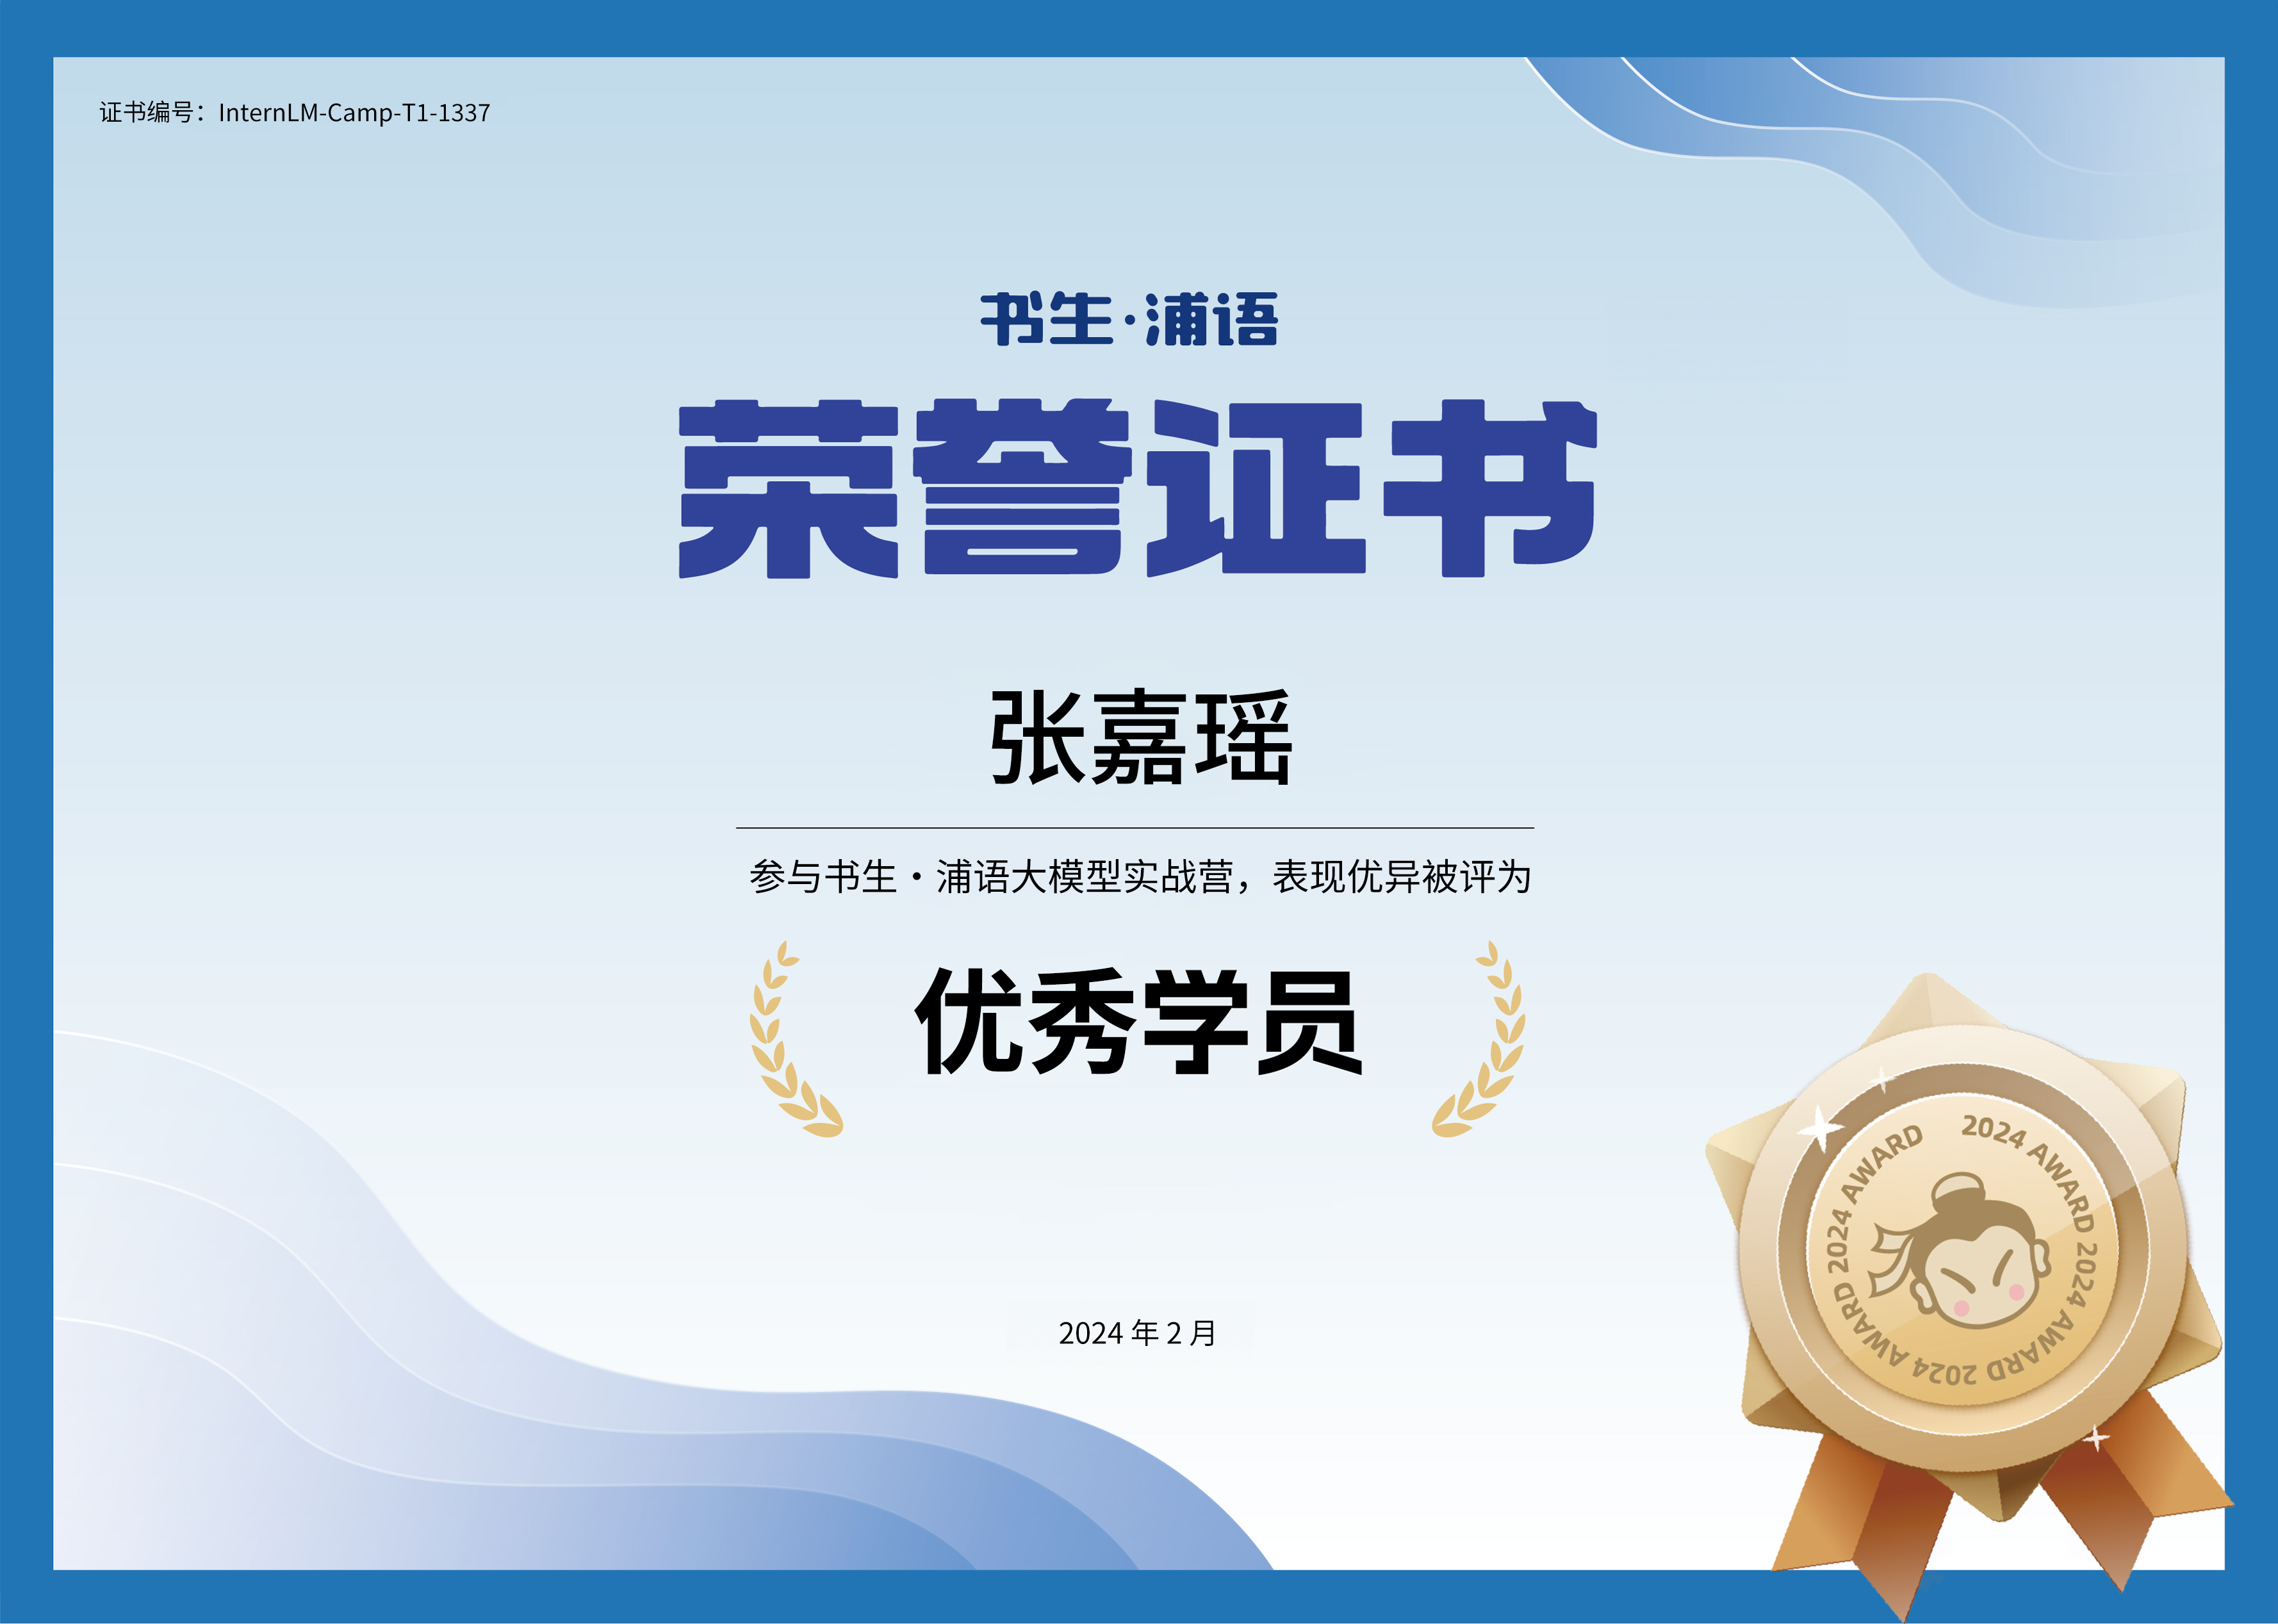 证书编号：InternLM-Camp-T1-1337
书生·浦语
荣誉证书
张嘉瑶
参与书生·浦语大模型实战营，表现优异被评为
优秀学员
2024 年 2 月
2024 AWARD 2024 AWARD 2024 AWARD 2024 AWARD